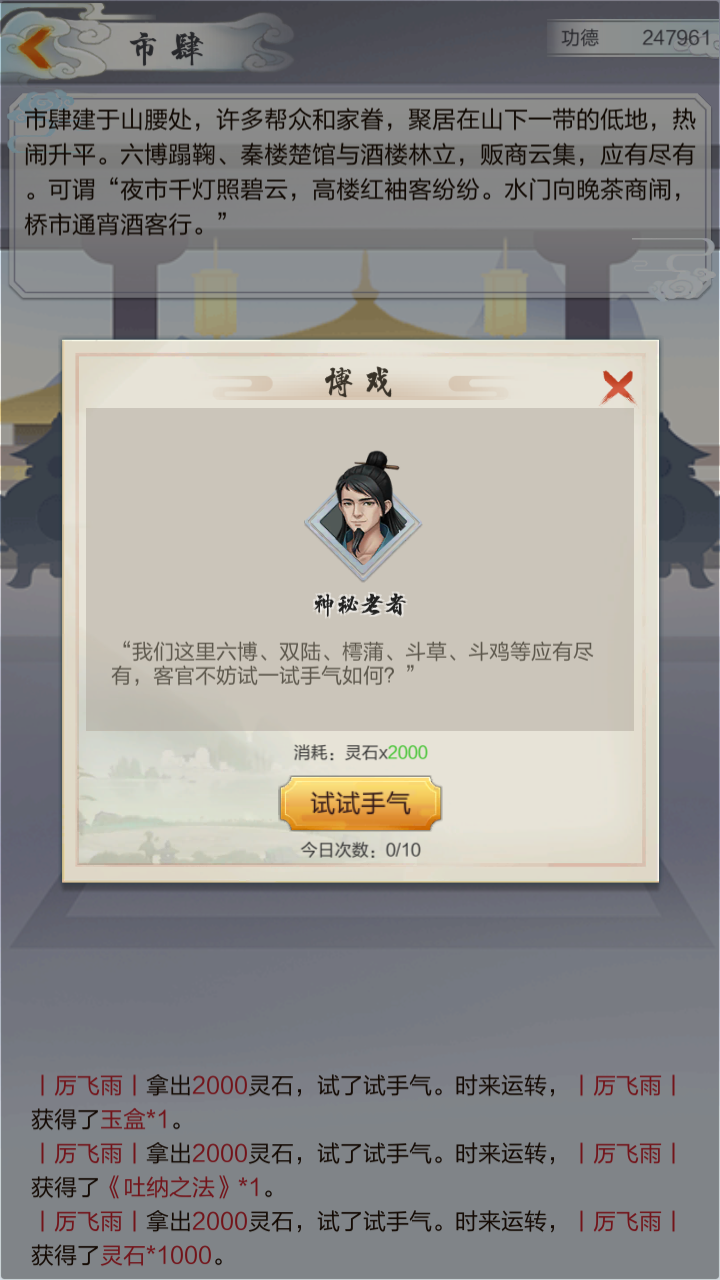 市肆
功德 247961
市肆建于山腰处，许多帮众和家眷，聚居在山下一带的低地，热
闹升平。六博蹋鞠、秦楼楚馆与酒楼林立，贩商云集，应有尽有
。可谓“夜市千灯照碧云，高楼红袖客纷纷。水门向晚茶商闹，
桥市通宵酒客行。”
博戏
神秘老者
“我们这里六博、双陆、樗蒲、斗草、斗鸡等应有尽
有，客官不妨试一试手气如何？”
消耗：灵石x2000
试试手气
今日次数：0/10
丨厉飞雨丨拿出2000灵石，试了试手气。时来运转，丨厉飞雨丨
获得了玉盒*1。
丨厉飞雨丨拿出2000灵石，试了试手气。时来运转，丨厉飞雨丨
获得了《吐纳之法》*1。
丨厉飞雨丨拿出2000灵石，试了试手气。时来运转，丨厉飞雨丨
获得了灵石*1000。